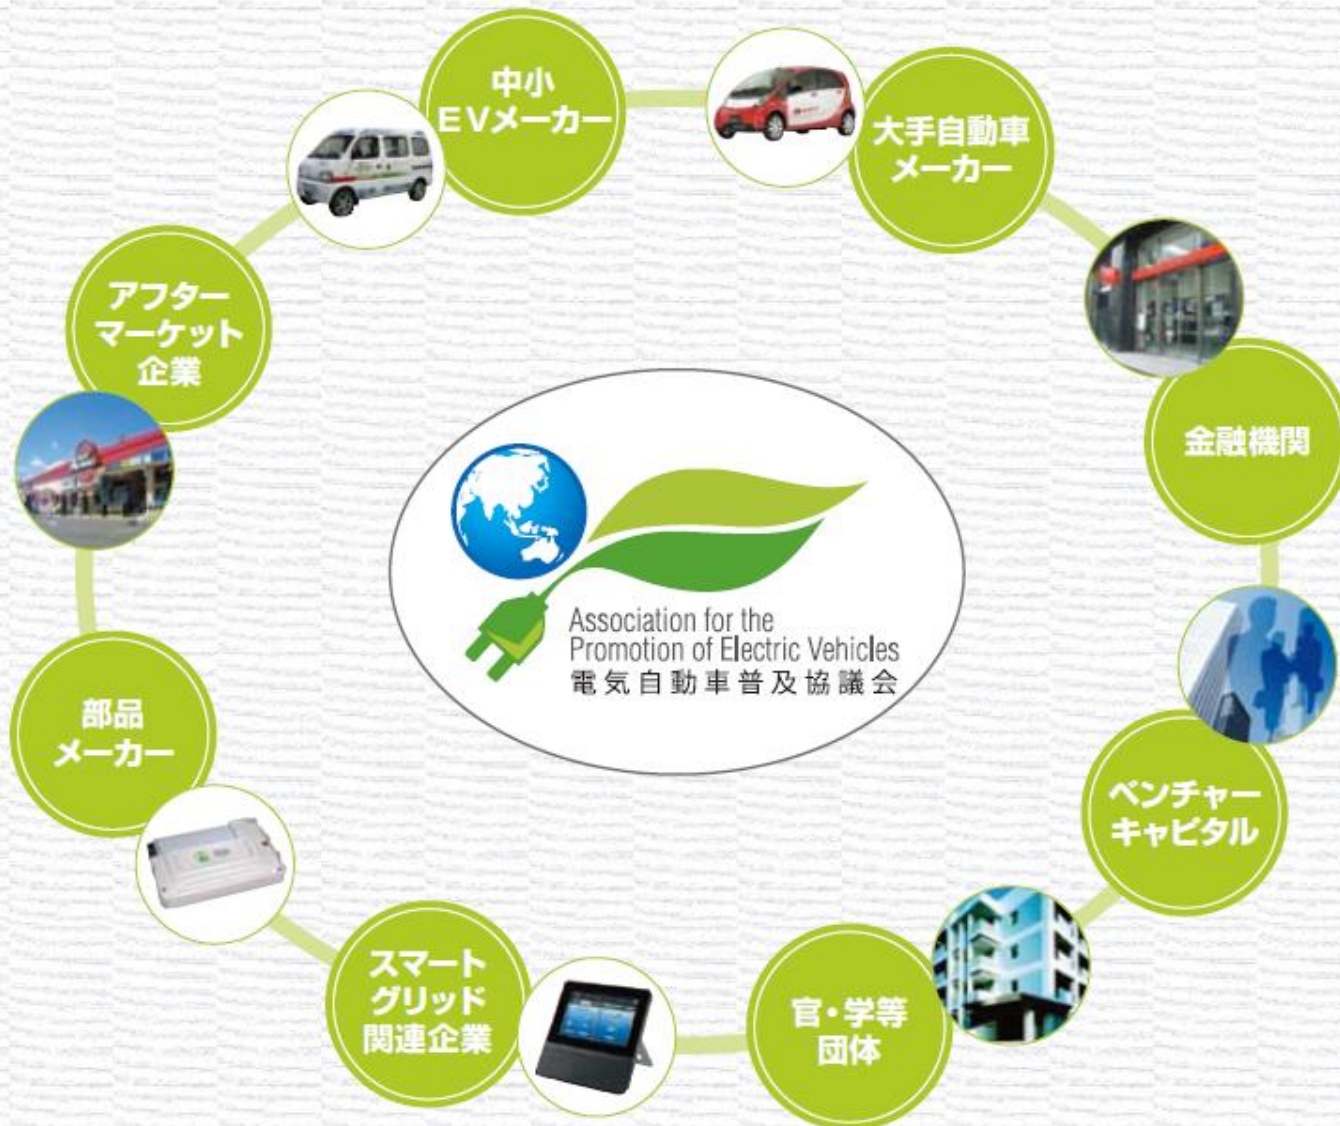 中小
EVメーカー
大手自動車
メーカー
アフター
マーケット
企業
金融機関
Association for the
Promotion of Electric Vehicles
電気自動車普及協議会
部品
メーカー
ベンチャー
キャピタル
スマート
グリッド
関連企業
官・学等
団体